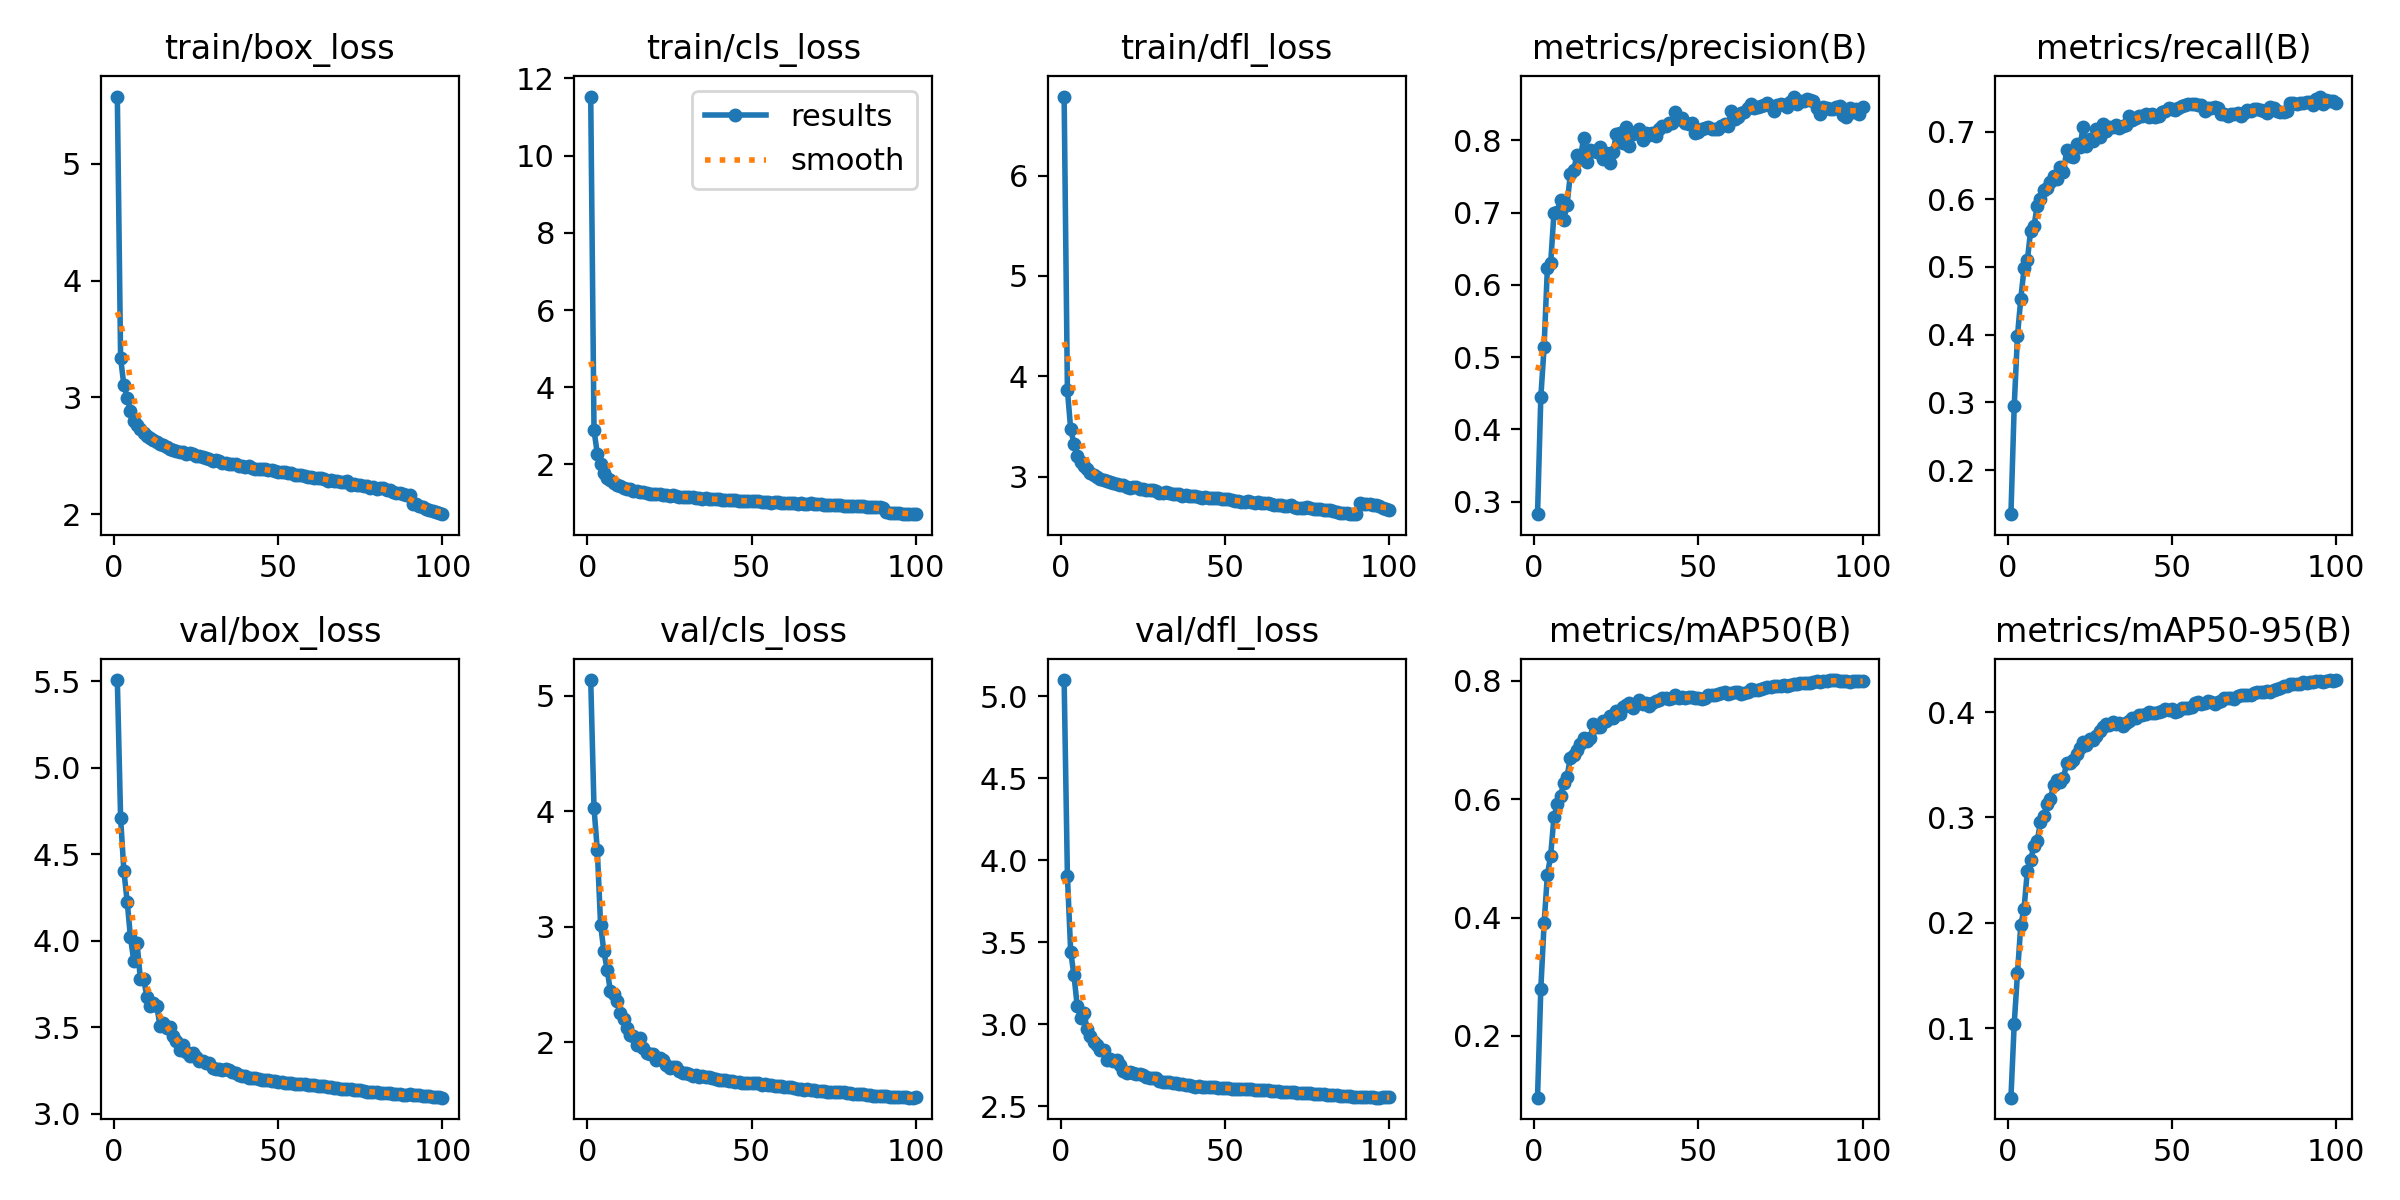 train/box_loss
5
4
3
2
0 50 100
train/cls_loss
12
10
8
6
4
2
0 50 100
results
smooth
train/dfl_loss
6
5
4
3
0 50 100
metrics/precision(B)
0.8
0.7
0.6
0.5
0.4
0.3
0 50 100
metrics/recall(B)
0.7
0.6
0.5
0.4
0.3
0.2
0 50 100
val/box_loss
5.5
5.0
4.5
4.0
3.5
3.0
0 50 100
val/cls_loss
5
4
3
2
0 50 100
val/dfl_loss
5.0
4.5
4.0
3.5
3.0
2.5
0 50 100
metrics/mAP50(B)
0.8
0.6
0.4
0.2
0 50 100
metrics/mAP50-95(B)
0.4
0.3
0.2
0.1
0 50 100